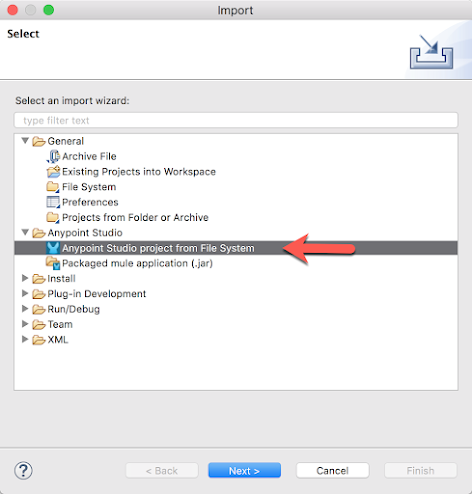 Import
Select
Select an import wizard:
type filter text
General
Archive File
Existing Projects into Workspace
File System
Preferences
Projects from Folder or Archive
Anypoint Studio
Anypoint Studio project from File System
Packaged mule application (.jar)
Install
Plug-in Development
Run/Debug
Team
XML
? < Back Next > Cancel Finish